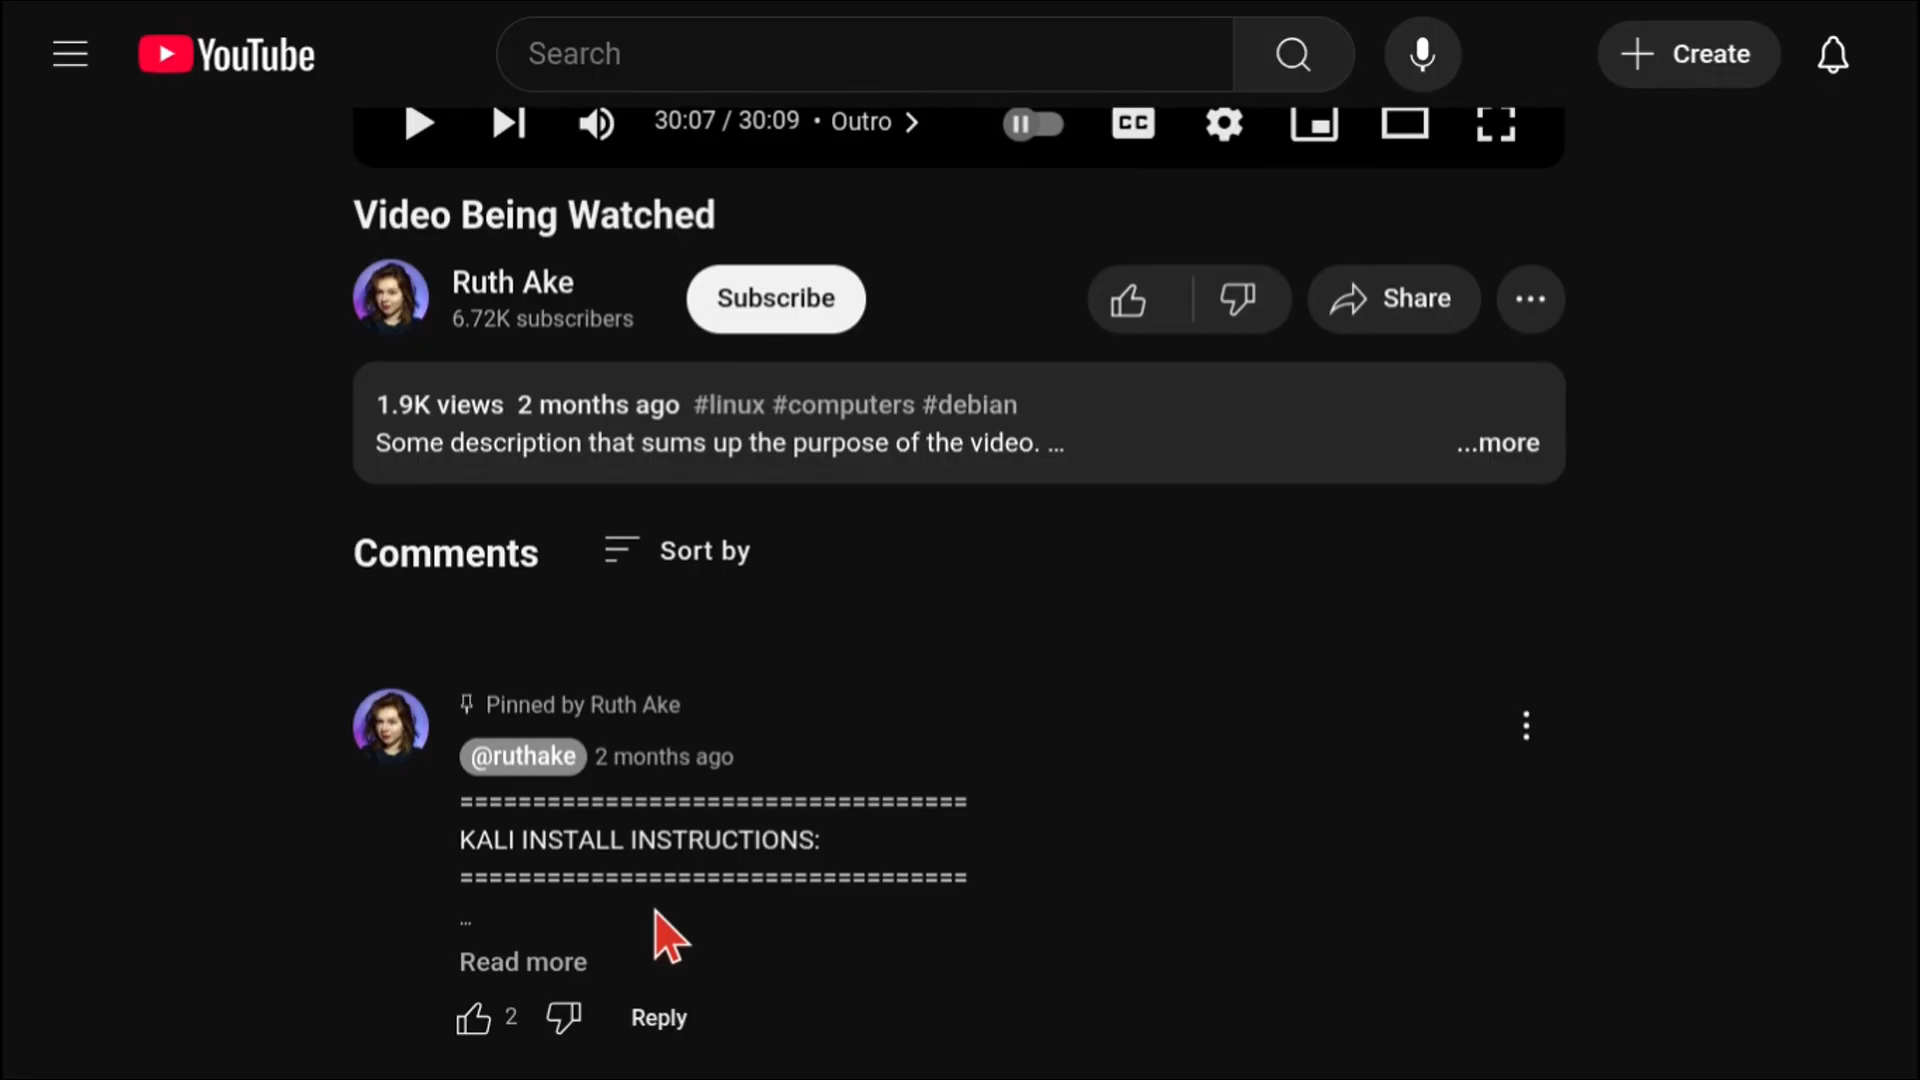 YouTube
Search
Create
30:07 / 30:09 • Outro
CC
Video Being Watched
Ruth Ake
6.72K subscribers
Subscribe
Share
1.9K views 2 months ago #linux #computers #debian
Some description that sums up the purpose of the video. ...
...more
Comments
Sort by
Pinned by Ruth Ake
@ruthake 2 months ago
===================================
KALI INSTALL INSTRUCTIONS:
===================================
...
Read more
2
Reply